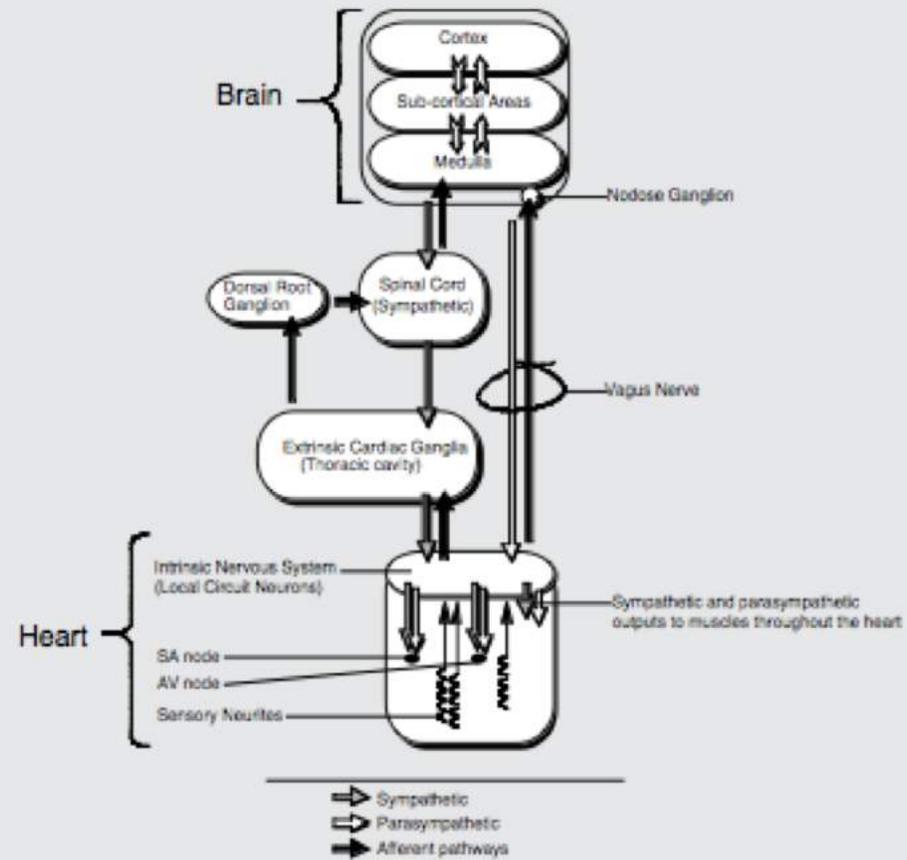 Cortex
Sub-cortical Areas
Medulla
Brain
Nodose Ganglion
Dorsal Root
Ganglion
Spinal Cord
(Sympathetic)
Vagus Nerve
Extrinsic Cardiac Ganglia
(Thoracic cavity)
Heart
Intrinsic Nervous System
(Local Circuit Neurons)
SA node
AV node
Sensory Neurites
Sympathetic and parasympathetic
outputs to muscles throughout the heart
Sympathetic
Parasympathetic
Afferent pathways